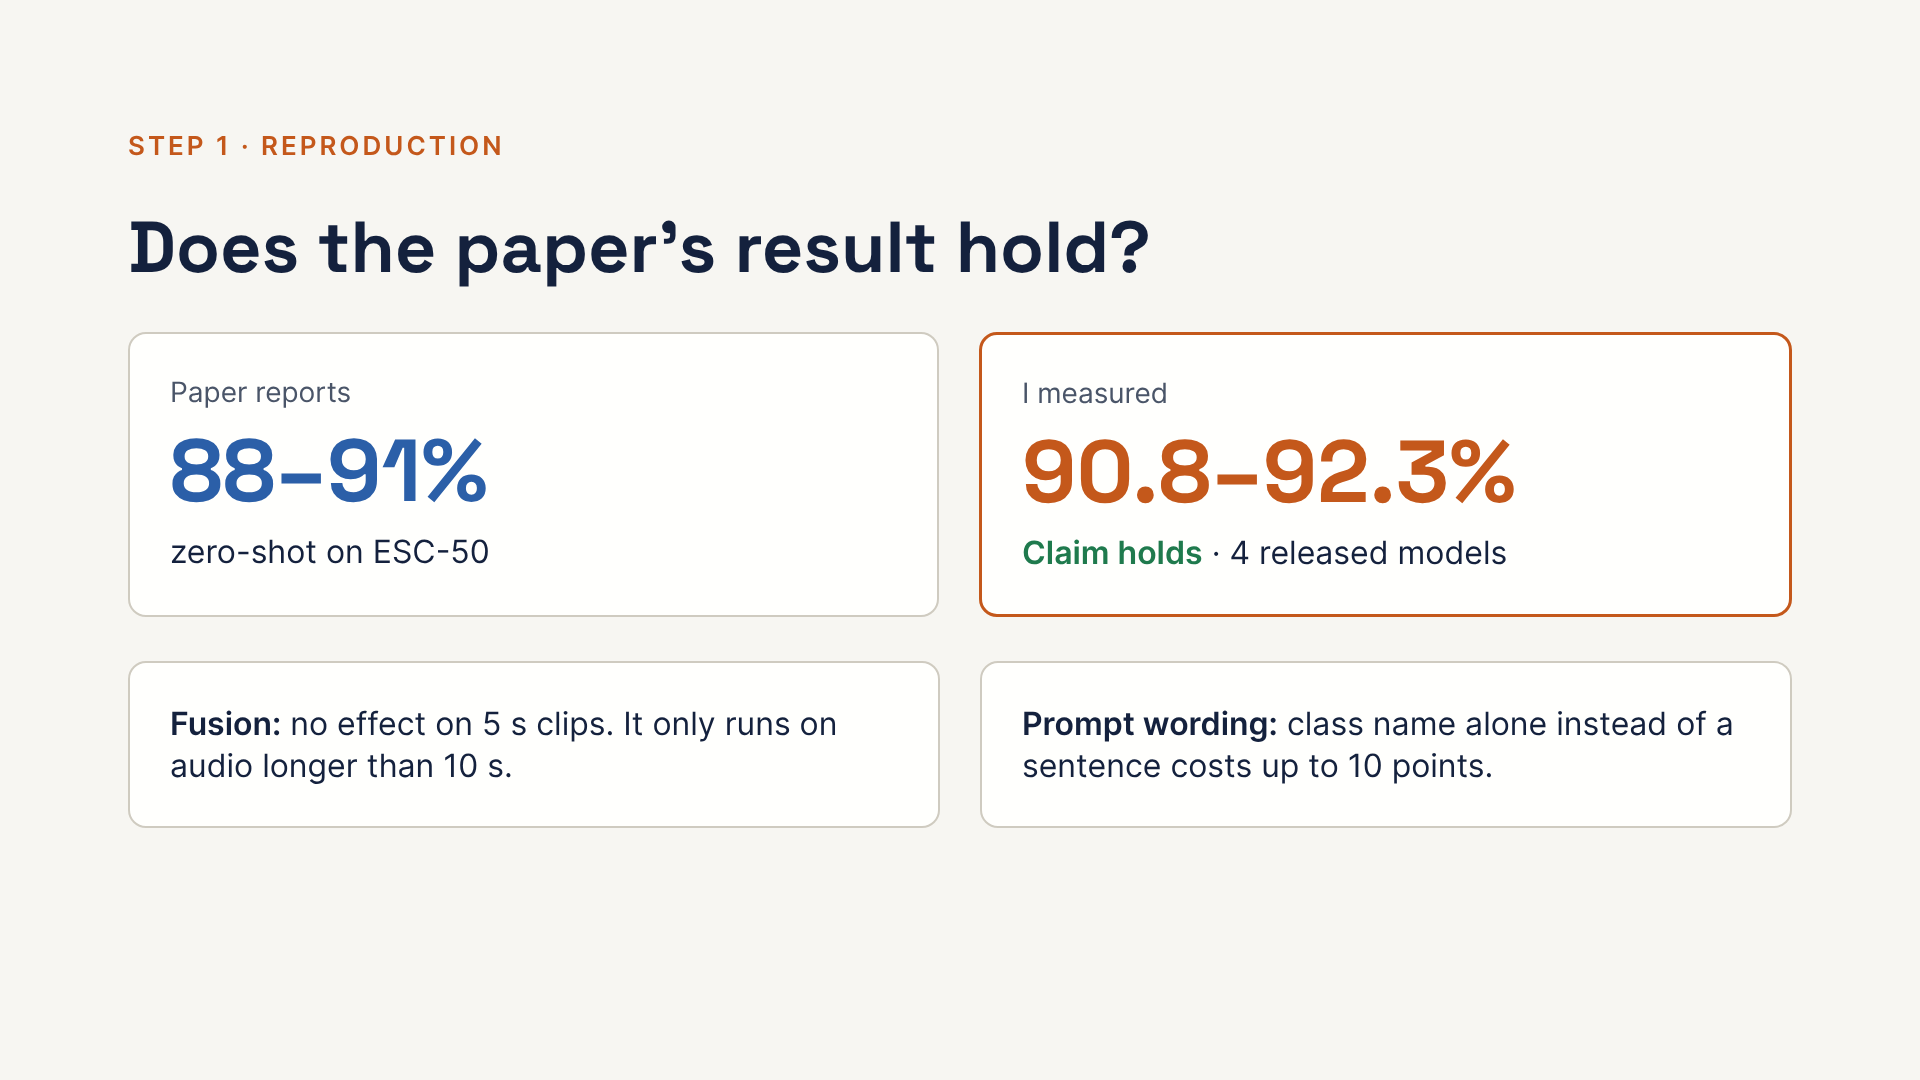 STEP 1 · REPRODUCTION
Does the paper’s result hold?
Paper reports
88–91%
zero-shot on ESC-50
I measured
90.8–92.3%
Claim holds · 4 released models
Fusion: no effect on 5 s clips. It only runs on
audio longer than 10 s.
Prompt wording: class name alone instead of a
sentence costs up to 10 points.